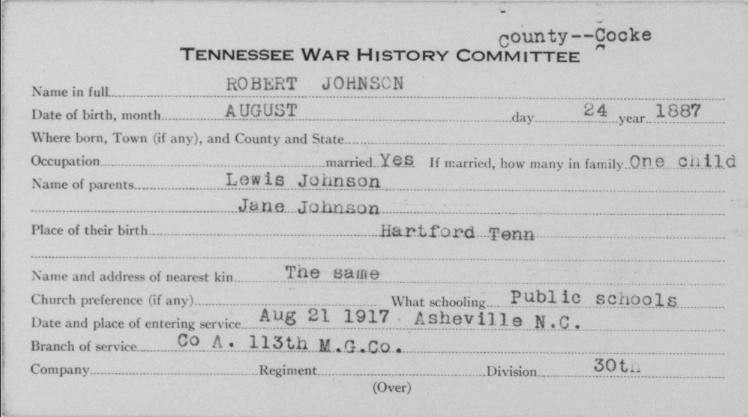 County--Cocke
TENNESSEE WAR HISTORY COMMITTEE
Name in full ROBERT JOHNSON
Date of birth, month AUGUST day 24 year 1887
Where born, Town (if any), and County and State
Occupation married Yes If married, how many in family One child
Name of parents Lewis Johnson
Jane Johnson
Place of their birth Hartford Tenn
Name and address of nearest kin The same
Church preference (if any) What schooling Public schools
Date and place of entering service Aug 21 1917 Asheville N.C.
Branch of service Co A. 113th M.G.Co.
Company Regiment Division 30th
(Over)